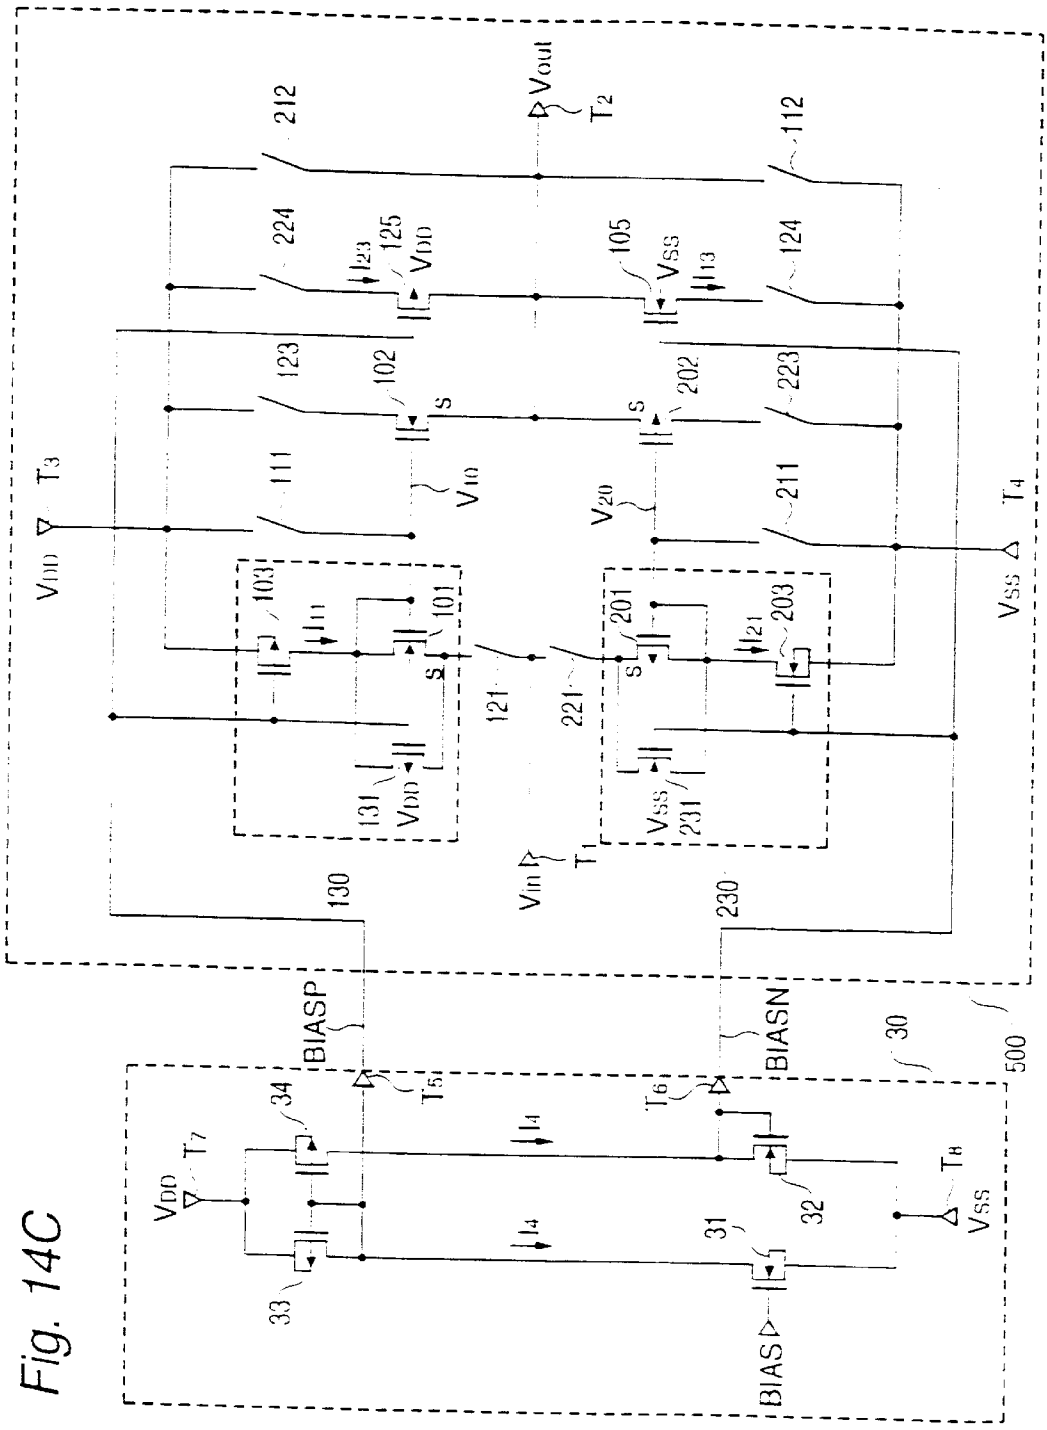 Fig. 14C
VDD
T7
33
34
I4
I4
31
32
BIAS
T8
VSS
T5
T6
BIASP
BIASN
30
500
130
230
VDD
T3
103
I11
101
S
131
VDD
121
221
Vin
T1
S
201
VSS
231
I21
203
111
V10
V20
211
VSS
T4
123
102
S
S
202
223
224
I23
125
VDD
105
VSS
I13
124
212
Vout
T2
112